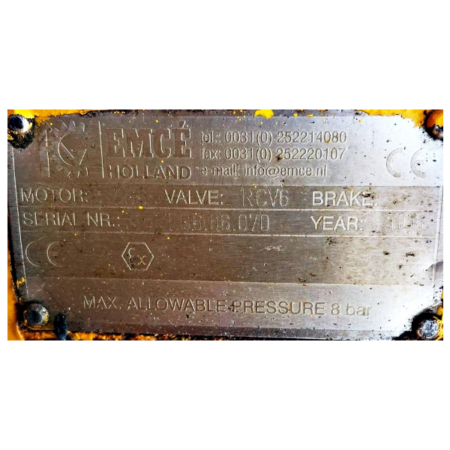 EMCÉ
HOLLAND
tel.: 0031(0) 252214080
fax: 0031(0) 252220107
e-mail: info@emce.nl
CE
MOTOR: VALVE: RCV6 BRAKE:
SERIAL NR.: YEAR:
CE Ex
MAX. ALLOWABLE PRESSURE 8 bar